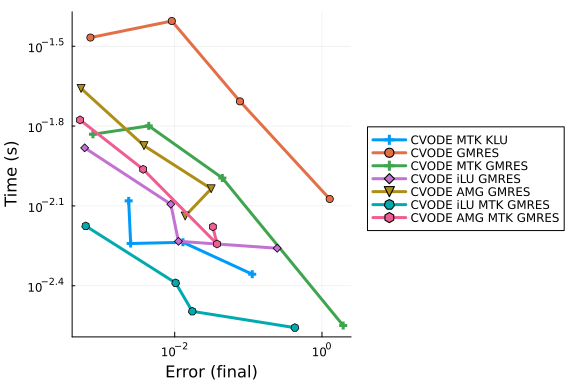 10^−1.5
10^−1.8
10^−2.1
10^−2.4
Time (s)
10^−2
10^0
Error (final)
CVODE MTK KLU
CVODE GMRES
CVODE MTK GMRES
CVODE iLU GMRES
CVODE AMG GMRES
CVODE iLU MTK GMRES
CVODE AMG MTK GMRES